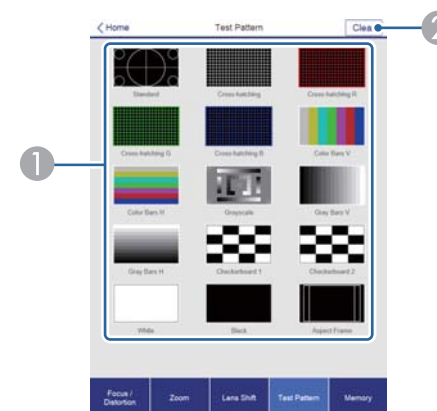 Home Test Pattern Clea 2
Standard Cross-hatching Cross-hatching R
1
Cross-hatching G Cross-hatching B Color Bars V
Color Bars H Grayscale Gray Bars V
Gray Bars H Checkerboard 1 Checkerboard 2
White Black Aspect Frame
Focus / Distortion Zoom Lens Shift Test Pattern Memory